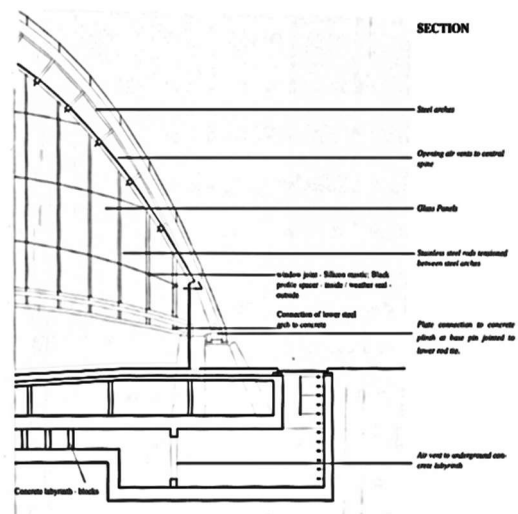 SECTION
Steel arches
Opening air vents to central
spine
Glass Panels
Stainless steel rods tensioned
between steel arches
window joint - Silicon mastic; Black
profile spacer - inside / weather seal -
outside
Connection of lower steel
arch to concrete
Plate connection to concrete
plinth at base pin jointed to
lower rod tie.
Air vent to underground con-
crete labyrinth
Concrete labyrinth - blocks